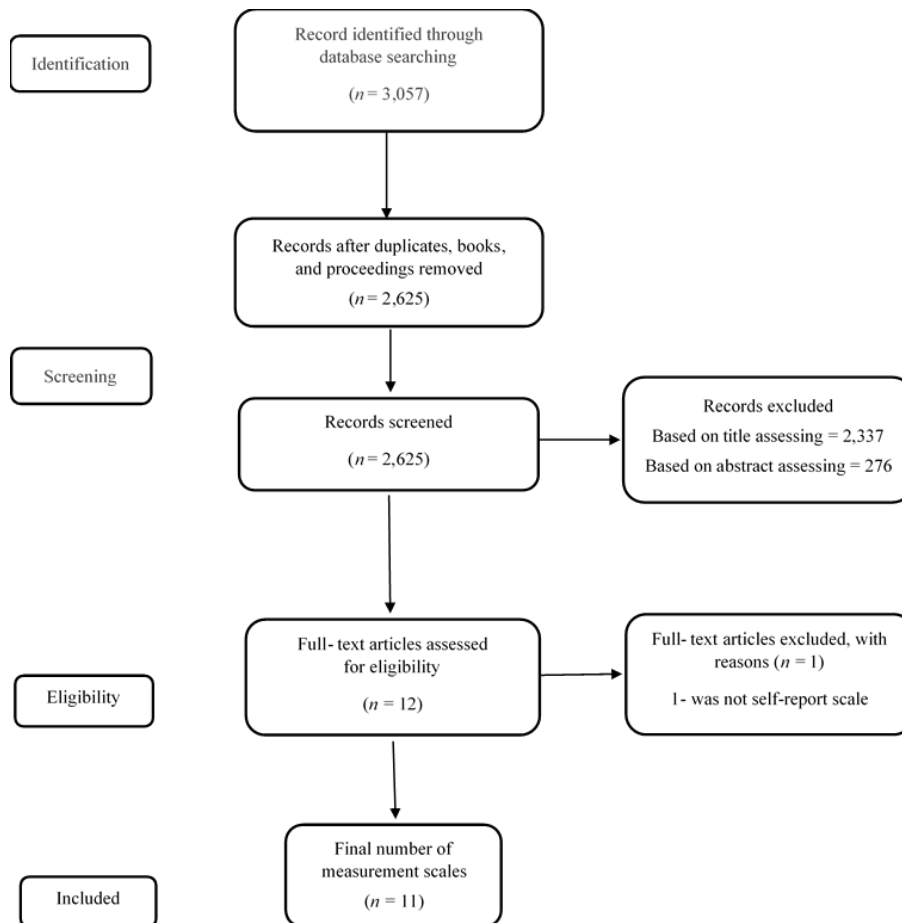 Identification
Record identified through
database searching
(n = 3,057)
Records after duplicates, books,
and proceedings removed
(n = 2,625)
Screening
Records screened
(n = 2,625)
Records excluded
Based on title assessing = 2,337
Based on abstract assessing = 276
Eligibility
Full- text articles assessed
for eligibility
(n = 12)
Full- text articles excluded, with
reasons (n = 1)
1- was not self-report scale
Included
Final number of
measurement scales
(n = 11)